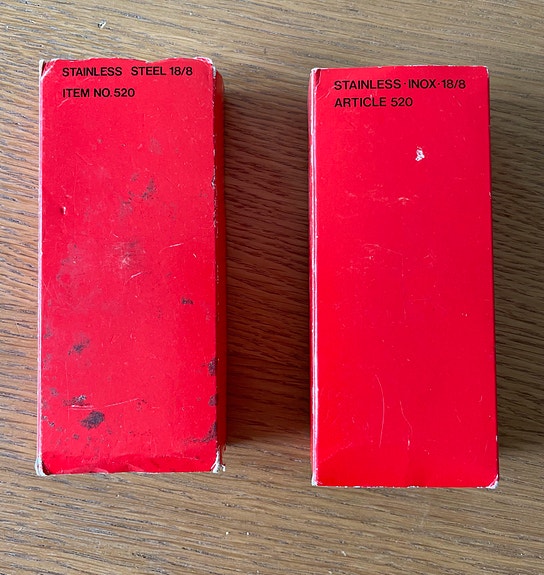 STAINLESS STEEL 18/8
ITEM NO. 520
STAINLESS · INOX · 18/8
ARTICLE 520